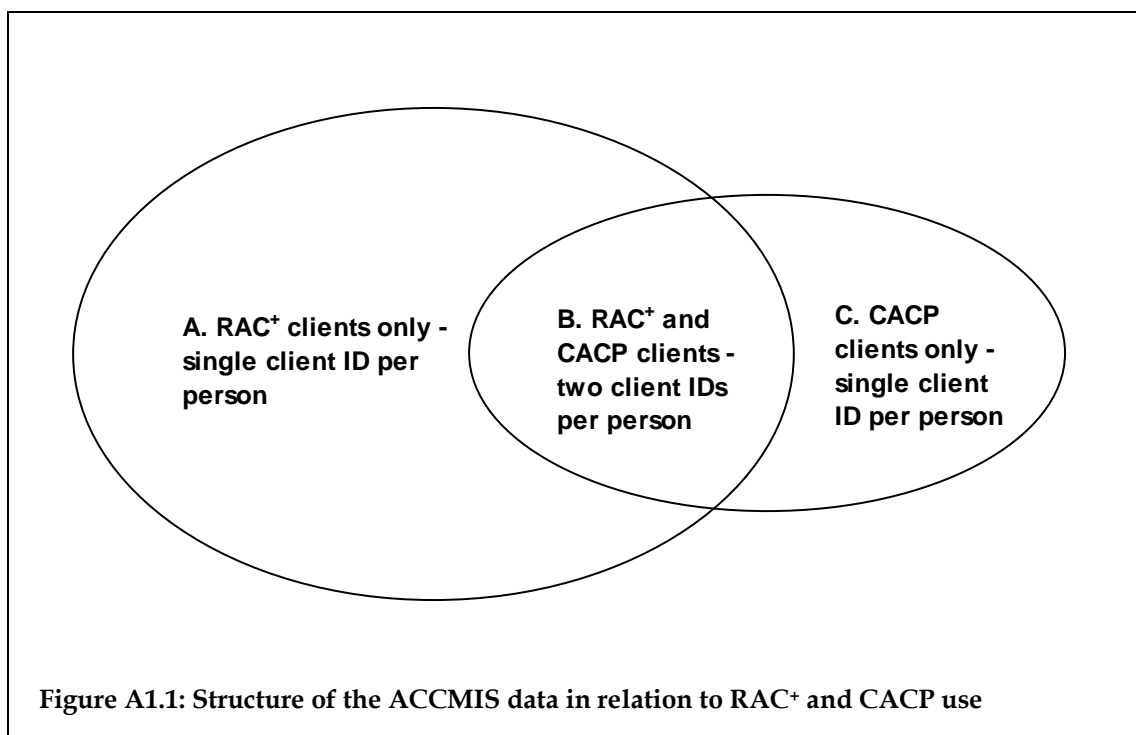 A. RAC⁺ clients only -
single client ID per
person
B. RAC⁺ and
CACP clients -
two client IDs
per person
C. CACP
clients only -
single client
ID per person
Figure A1.1: Structure of the ACCMIS data in relation to RAC⁺ and CACP use